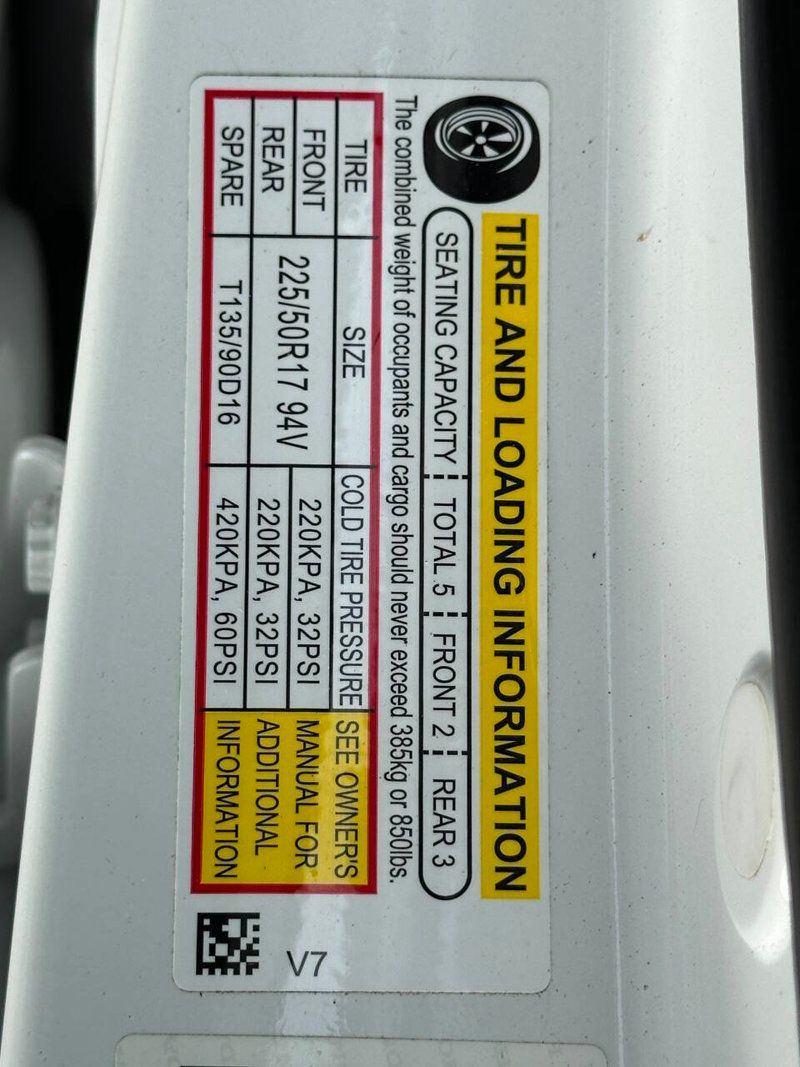 TIRE AND LOADING INFORMATION
SEATING CAPACITY TOTAL 5 FRONT 2 REAR 3
The combined weight of occupants and cargo should never exceed 385kg or 850lbs.
TIRE SIZE COLD TIRE PRESSURE SEE OWNER'S
FRONT 225/50R17 94V 220KPA, 32PSI MANUAL FOR
REAR 220KPA, 32PSI ADDITIONAL
SPARE T135/90D16 420KPA, 60PSI INFORMATION
V7